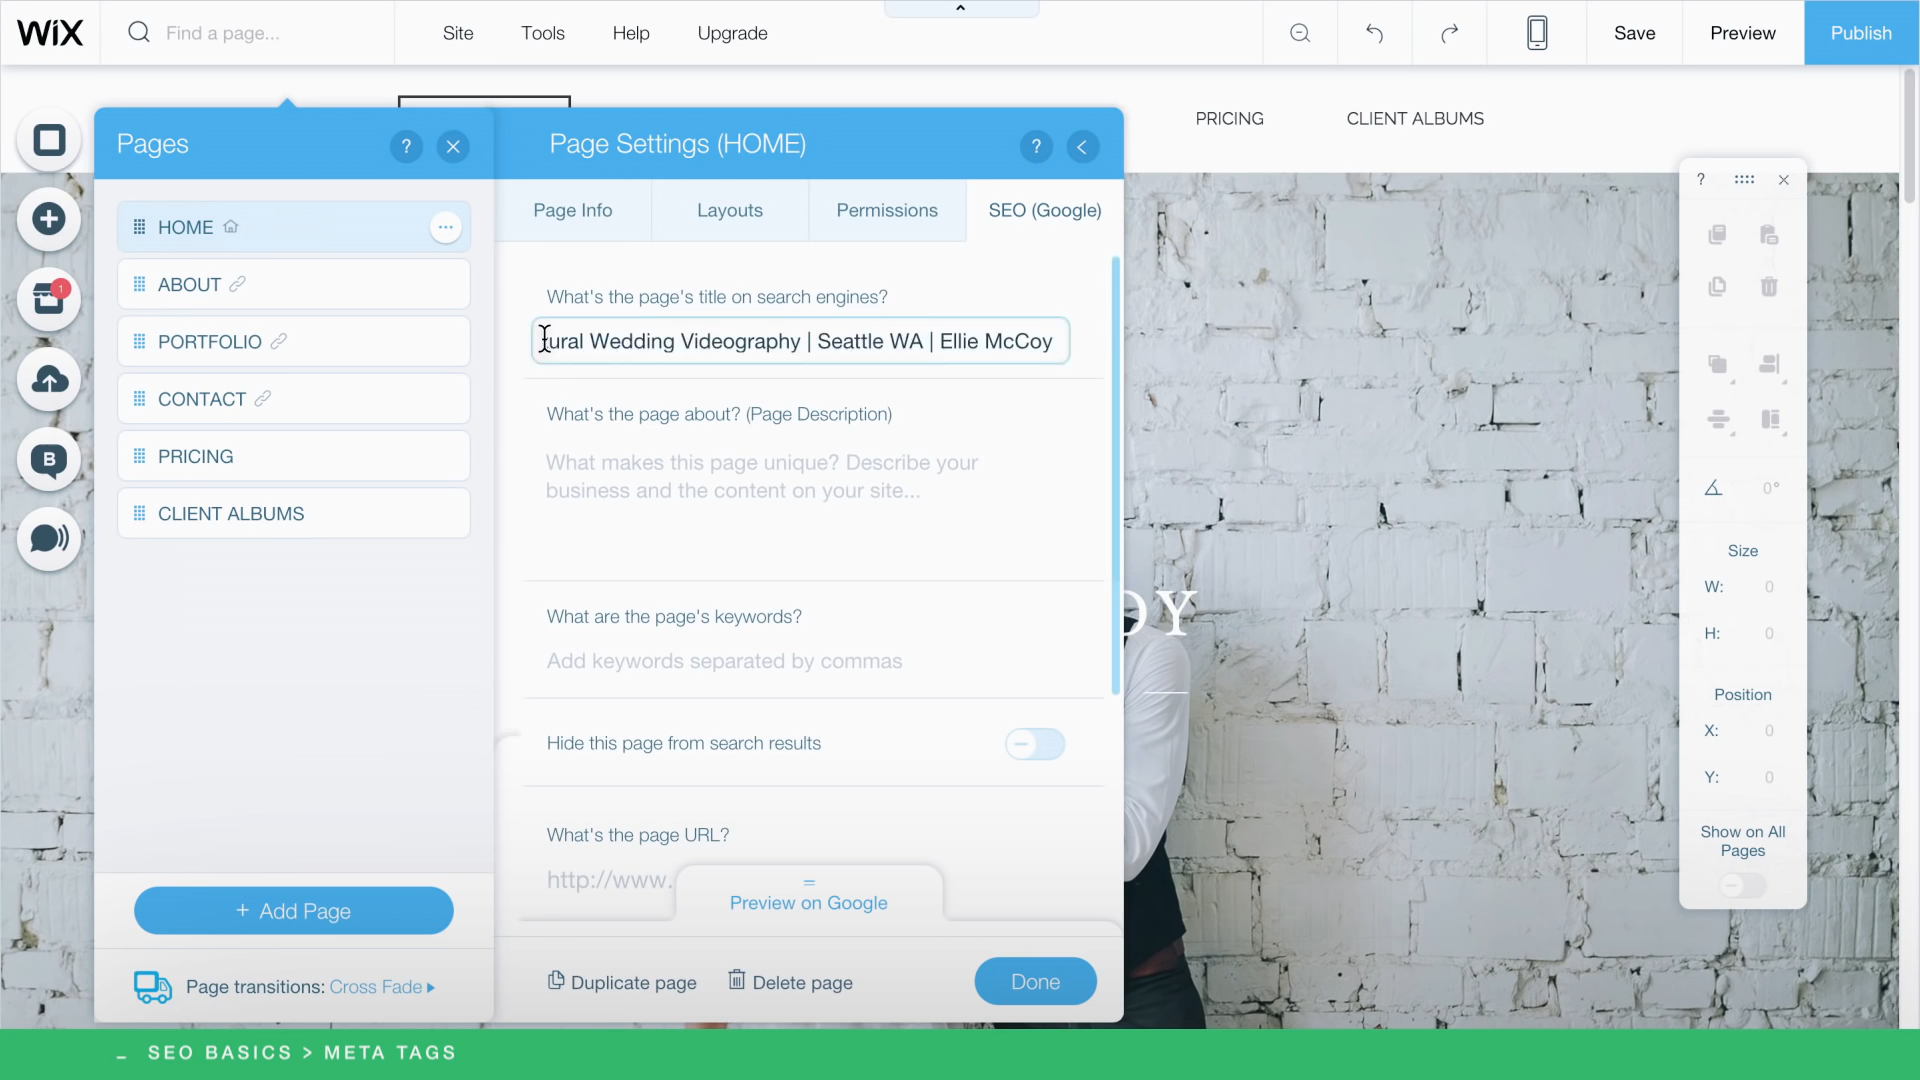 WiX
Find a page...
Site
Tools
Help
Upgrade
Save
Preview
Publish
PRICING
CLIENT ALBUMS
Pages
?
Page Settings (HOME)
?
Page Info
Layouts
Permissions
SEO (Google)
HOME
ABOUT
PORTFOLIO
CONTACT
PRICING
CLIENT ALBUMS
1
B
What's the page's title on search engines?
ural Wedding Videography | Seattle WA | Ellie McCoy
What's the page about? (Page Description)
What makes this page unique? Describe your
business and the content on your site...
What are the page's keywords?
Add keywords separated by commas
Hide this page from search results
What's the page URL?
http://www.
Preview on Google
+ Add Page
Page transitions: Cross Fade
Duplicate page
Delete page
Done
DY
?
0°
Size
W: 0
H: 0
Position
X: 0
Y: 0
Show on All
Pages
_ SEO BASICS > META TAGS